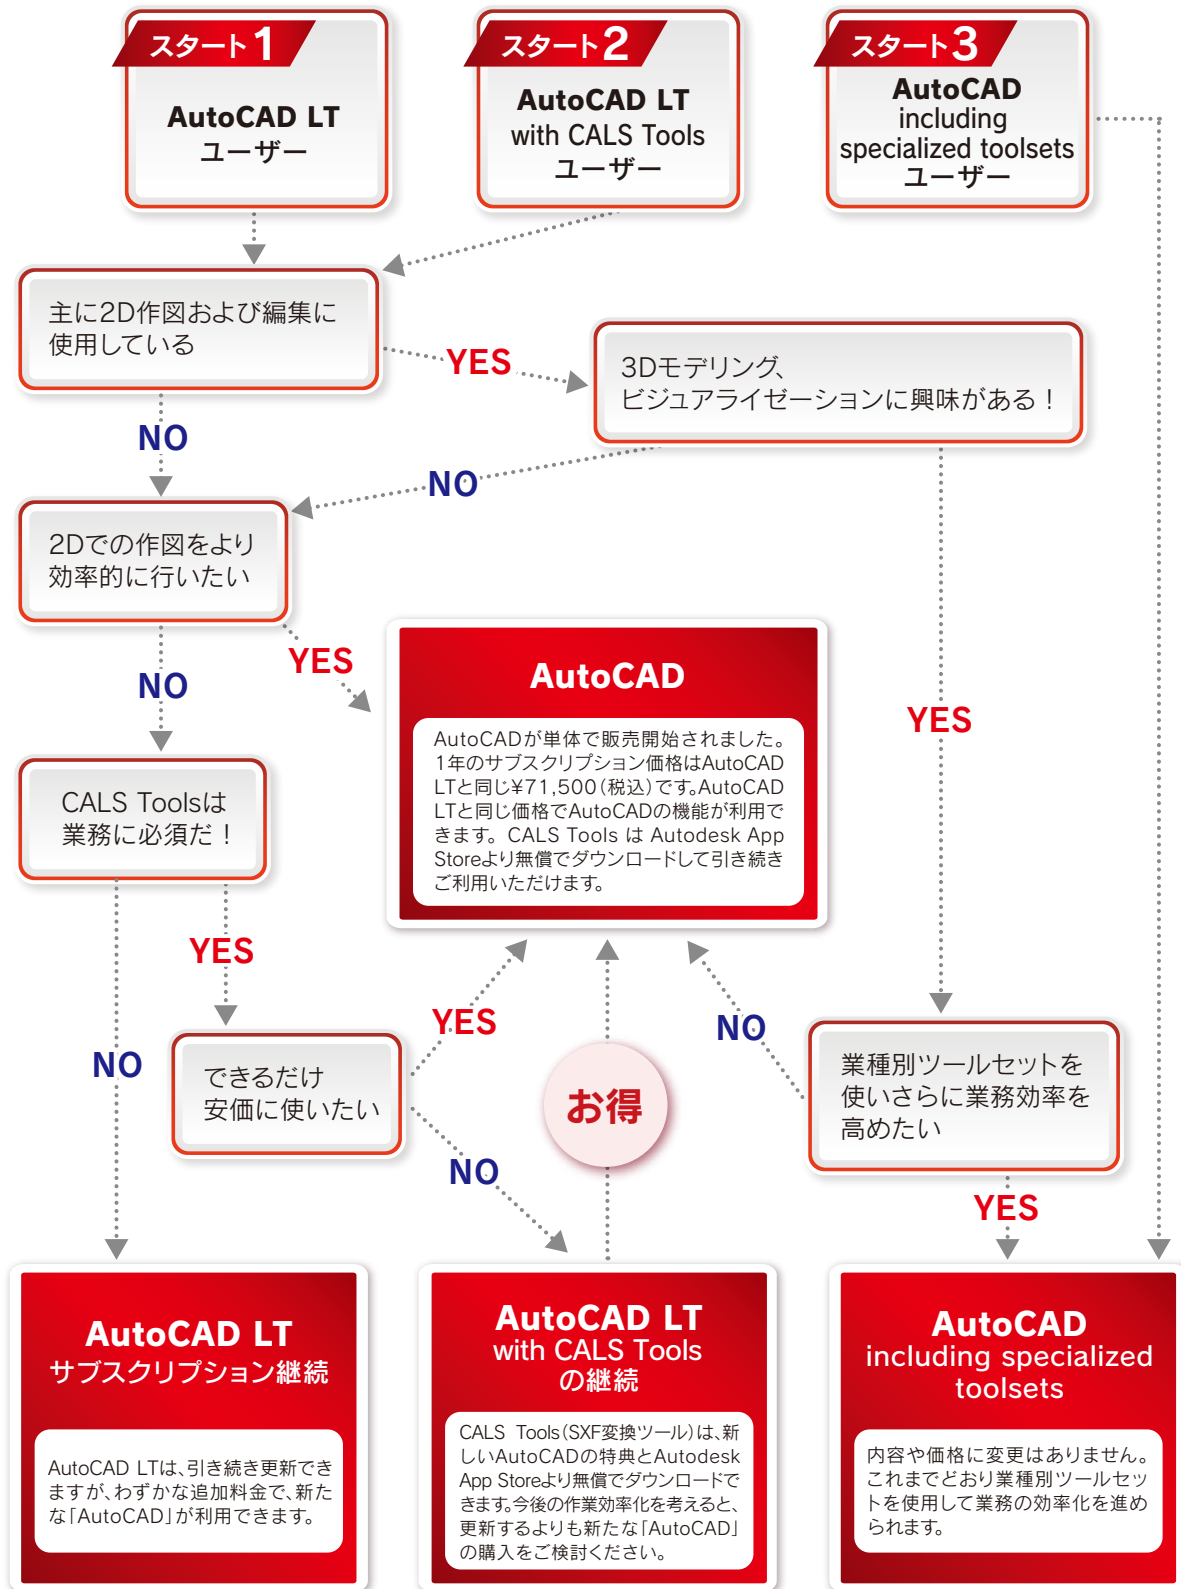 スタート1
AutoCAD LT
ユーザー
スタート2
AutoCAD LT
with CALS Tools
ユーザー
スタート3
AutoCAD
including
specialized toolsets
ユーザー
主に2D作図および編集に
使用している
YES
3Dモデリング、
ビジュアライゼーションに興味がある！
NO
NO
2Dでの作図をより
効率的に行いたい
YES
NO
YES
AutoCAD
AutoCADが単体で販売開始されました。
1年のサブスクリプション価格はAutoCAD
LTと同じ¥71,500（税込）です。AutoCAD
LTと同じ価格でAutoCADの機能が利用で
きます。CALS Tools は Autodesk App
Storeより無償でダウンロードして引き続き
ご利用いただけます。
CALS Toolsは
業務に必須だ！
YES
NO
できるだけ
安価に使いたい
YES
NO
お得
NO
業種別ツールセットを
使いさらに業務効率を
高めたい
YES
AutoCAD LT
サブスクリプション継続
AutoCAD LTは、引き続き更新でき
ますが、わずかな追加料金で、新た
な「AutoCAD」が利用できます。
AutoCAD LT
with CALS Tools
の継続
CALS Tools（SXF変換ツール）は、新
しいAutoCADの特典とAutodesk
App Storeより無償でダウンロードで
きます。今後の作業効率化を考えると、
更新するよりも新たな「AutoCAD」
の購入をご検討ください。
AutoCAD
including specialized
toolsets
内容や価格に変更はありません。
これまでどおり業種別ツールセッ
トを使用して業務の効率化を進め
られます。